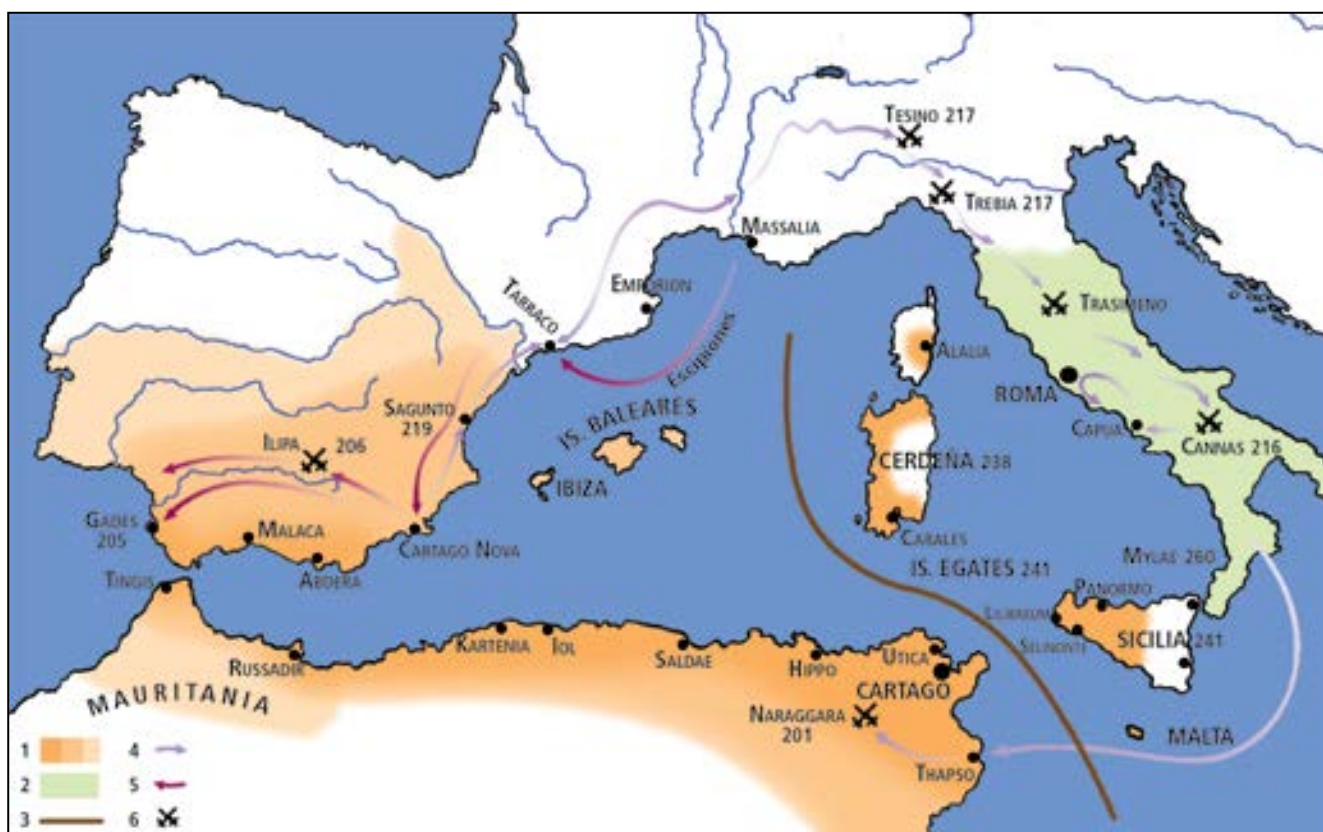 TESINO 217
TREBIA 217
MASSALIA
EMPORION
TARRACO
Escipiones
TRASIMENO
ALALIA
ROMA
CAPUA
CANNAS 216
SAGUNTO
219
IS. BALEARES
IBIZA
CERDEÑA 238
CARALES
ILIPA 206
GADES
205
MALACA
ABDERA
CARTAGO NOVA
TINGIS
IS. EGATES 241
MYLAE 260
PANORMO
LILIBAEUM
SELINONTE
SICILIA 241
RUSSADIR
KARTENIA
IOL
SALDAE
HIPPO
UTICA
CARTAGO
MAURITANIA
NARAGGARA
201
THAPSO
MALTA
1
4
2
5
3
6